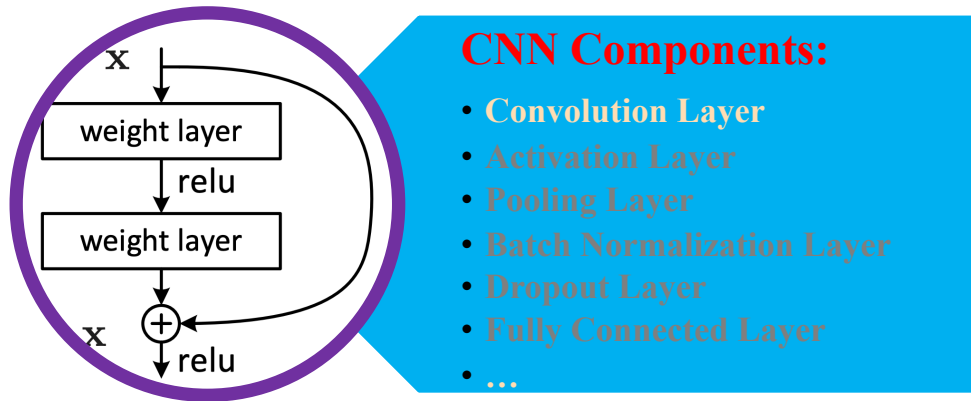 x
weight layer
relu
weight layer
+
x
relu
CNN Components:
• Convolution Layer
• Activation Layer
• Pooling Layer
• Batch Normalization Layer
• Dropout Layer
• Fully Connected Layer
• ...